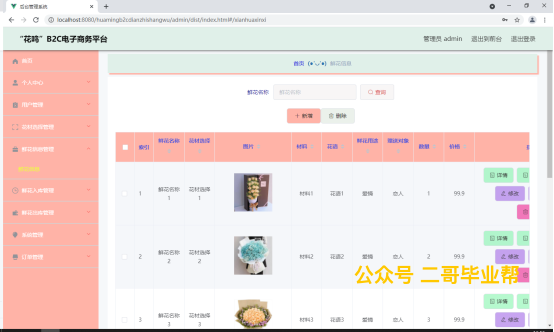 后台管理系统
localhost:8080/huamingb2cdianzhishangwu/admin/dist/index.html#/xianhuaxinxi
“花鸣”B2C电子商务平台
管理员 admin
退出到前台
退出登录
首页
个人中心
用户管理
花材选择管理
鲜花入库管理
鲜花出库管理
系统管理
订单管理
首页 (●'◡'●) 鲜花信息
鲜花名称
鲜花名称
查询
+ 新增
删除
索引 鲜花名称 花材选择 图片 材料 花语 鲜花用途 赠送对象 数量 价格
1 鲜花名称1 花材选择1 材料1 花语1 爱情 恋人 1 99.9
详情
修改
2 鲜花名称2 花材选择2 材料2 花语2 爱情 恋人 2 99.9
详情
修改
3 鲜花名称3 花材选择3 材料3 花语3 爱情 恋人 3 99.9
详情
修改
公众号 二哥毕业帮